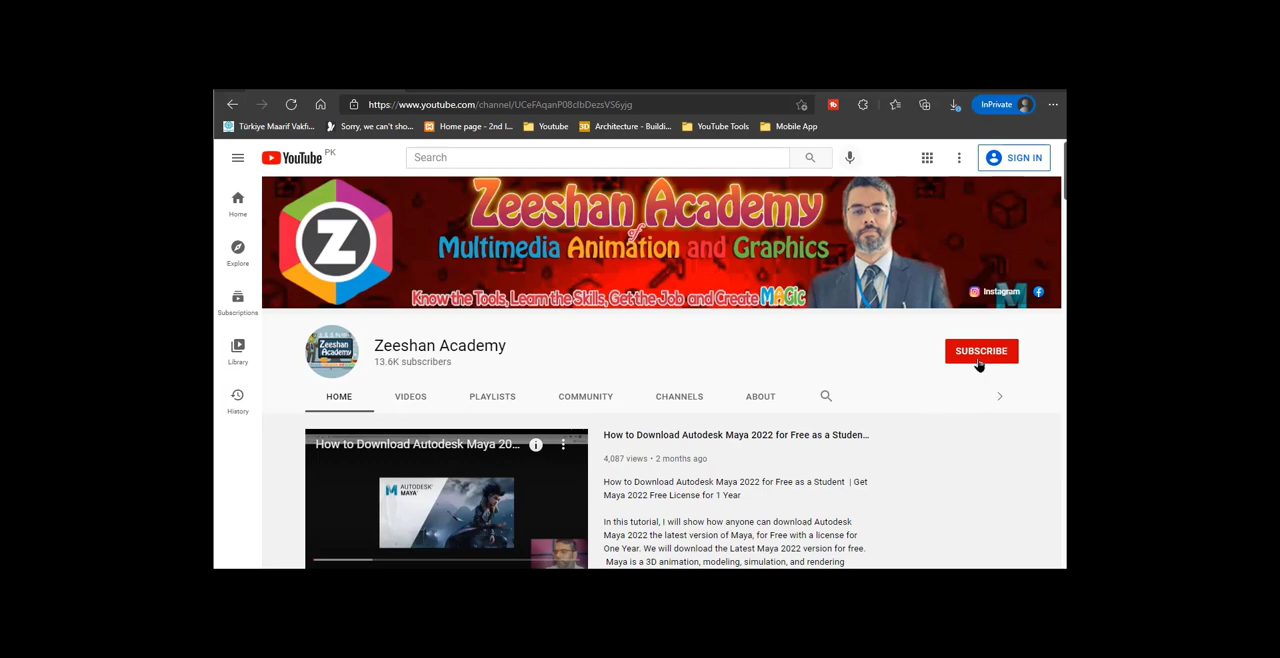 https://www.youtube.com/channel/UCeFAqanP08clbDezsVS6yjg
InPrivate
Türkiye Maarif Vakfi...
Sorry, we can't sho...
Home page - 2nd I...
Youtube
Architecture - Buildi...
YouTube Tools
Mobile App
YouTube PK
Search
SIGN IN
Home
Explore
Subscriptions
Library
History
Z
Zeeshan Academy
of
Multimedia Animation and Graphics
Know the Tools, Learn the Skills, Get the Job and Create MAGic
Instagram
Zeeshan Academy
Zeeshan Academy
13.6K subscribers
SUBSCRIBE
HOME
VIDEOS
PLAYLISTS
COMMUNITY
CHANNELS
ABOUT
How to Download Autodesk Maya 20...
AUTODESK
MAYA
How to Download Autodesk Maya 2022 for Free as a Studen...
4,087 views • 2 months ago
How to Download Autodesk Maya 2022 for Free as a Student | Get
Maya 2022 Free License for 1 Year
In this tutorial, I will show how anyone can download Autodesk
Maya 2022 the latest version of Maya, for Free with a license for
One Year. We will download the Latest Maya 2022 version for free.
Maya is a 3D animation, modeling, simulation, and rendering